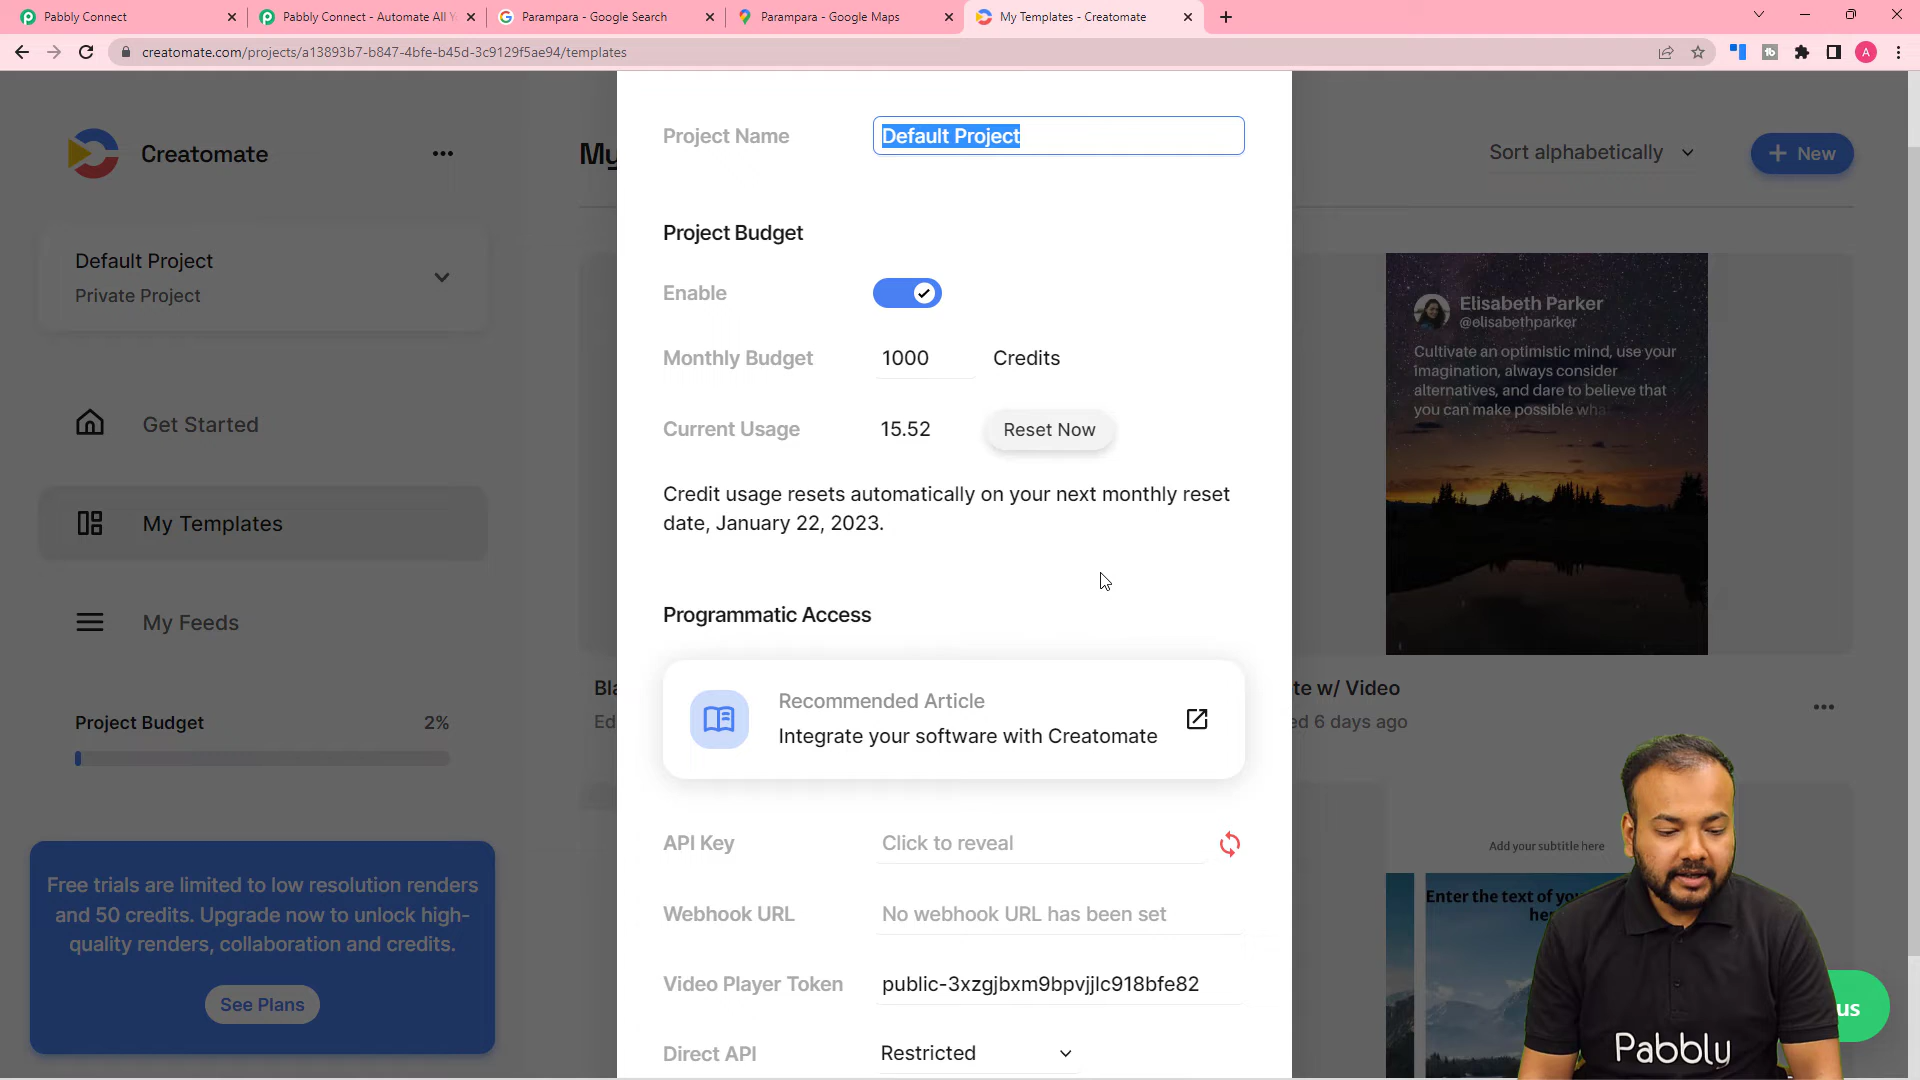 Pabbly Connect
Pabbly Connect - Automate All Y
Parampara - Google Search
Parampara - Google Maps
My Templates - Creatomate
creatomate.com/projects/a13893b7-b847-4bfe-b45d-3c9129f5ae94/templates
A
Creatomate
Default Project
Private Project
Get Started
My Templates
My Feeds
Project Budget 2%
Free trials are limited to low resolution renders
and 50 credits. Upgrade now to unlock high-
quality renders, collaboration and credits.
See Plans
My
Sort alphabetically
New
Project Name Default Project
Project Budget
Enable
Monthly Budget 1000 Credits
Current Usage 15.52 Reset Now
Credit usage resets automatically on your next monthly reset
date, January 22, 2023.
Programmatic Access
Recommended Article
Integrate your software with Creatomate
API Key Click to reveal
Webhook URL No webhook URL has been set
Video Player Token public-3xzgjbxm9bpvjjlc918bfe82
Direct API Restricted
Elisabeth Parker
@elisabethparker
Cultivate an optimistic mind, use your
imagination, always consider
alternatives, and dare to believe that
you can make possible wha
Bla
te w/ Video
Ed
ed 6 days ago
Add your subtitle here
Enter the text of yo
her
us
Pabbly